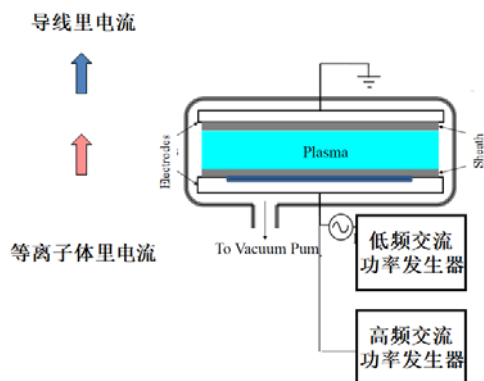 导线里电流
Electrodes
Plasma
Sheath
To Vacuum Pum
等离子体里电流
低频交流
功率发生器
高频交流
功率发生器